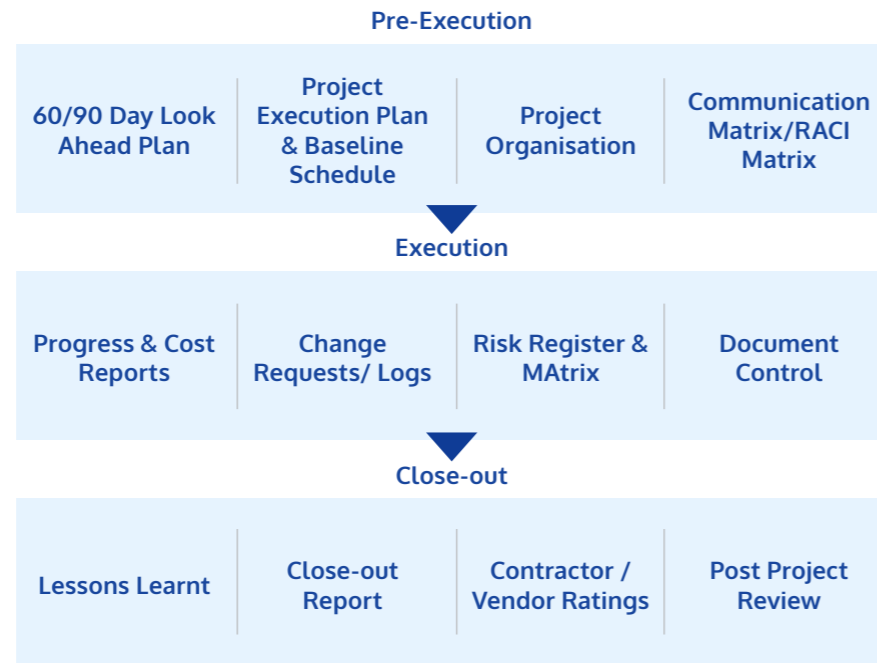 Pre-Execution
60/90 Day Look
Ahead Plan
Project
Execution Plan
& Baseline
Schedule
Project
Organisation
Communication
Matrix/RACI
Matrix
Execution
Progress & Cost
Reports
Change
Requests/ Logs
Risk Register &
MAtrix
Document
Control
Close-out
Lessons Learnt
Close-out
Report
Contractor /
Vendor Ratings
Post Project
Review